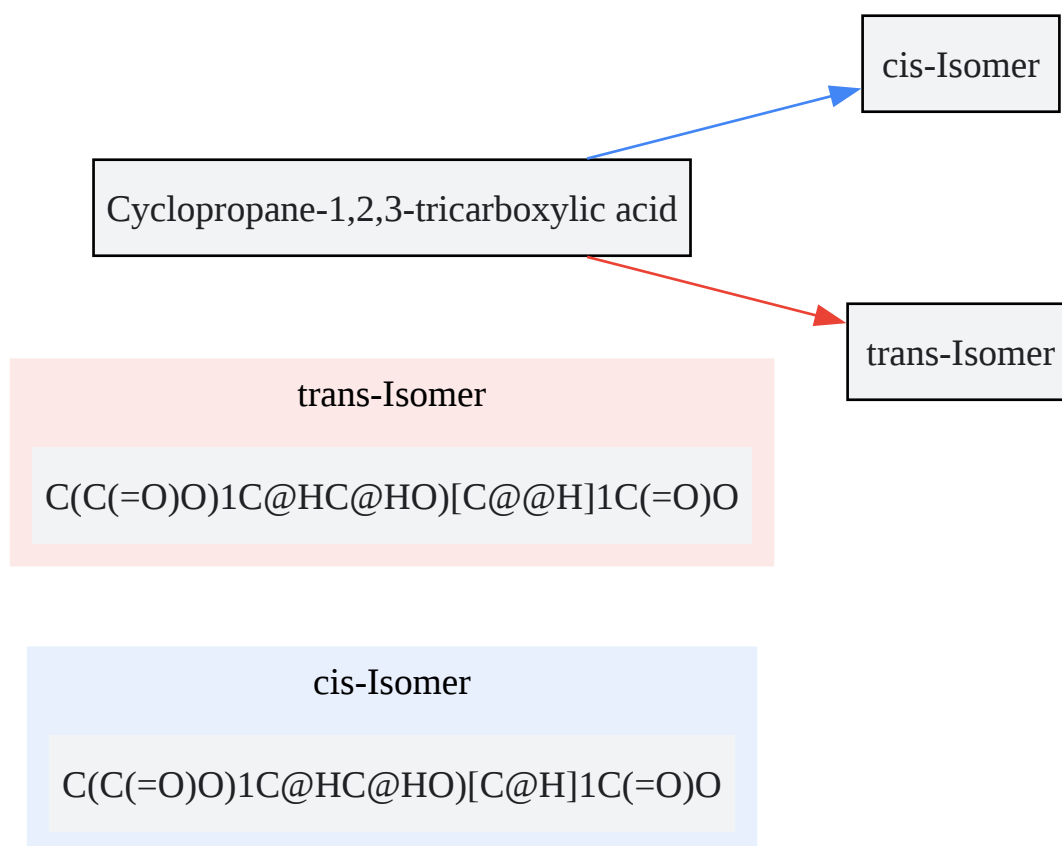 cis-Isomer
Cyclopropane-1,2,3-tricarboxylic acid
trans-Isomer
trans-Isomer
C(C(=O)O)1C@HC@HO)[C@@H]1C(=O)O
cis-Isomer
C(C(=O)O)1C@HC@HO)[C@H]1C(=O)O